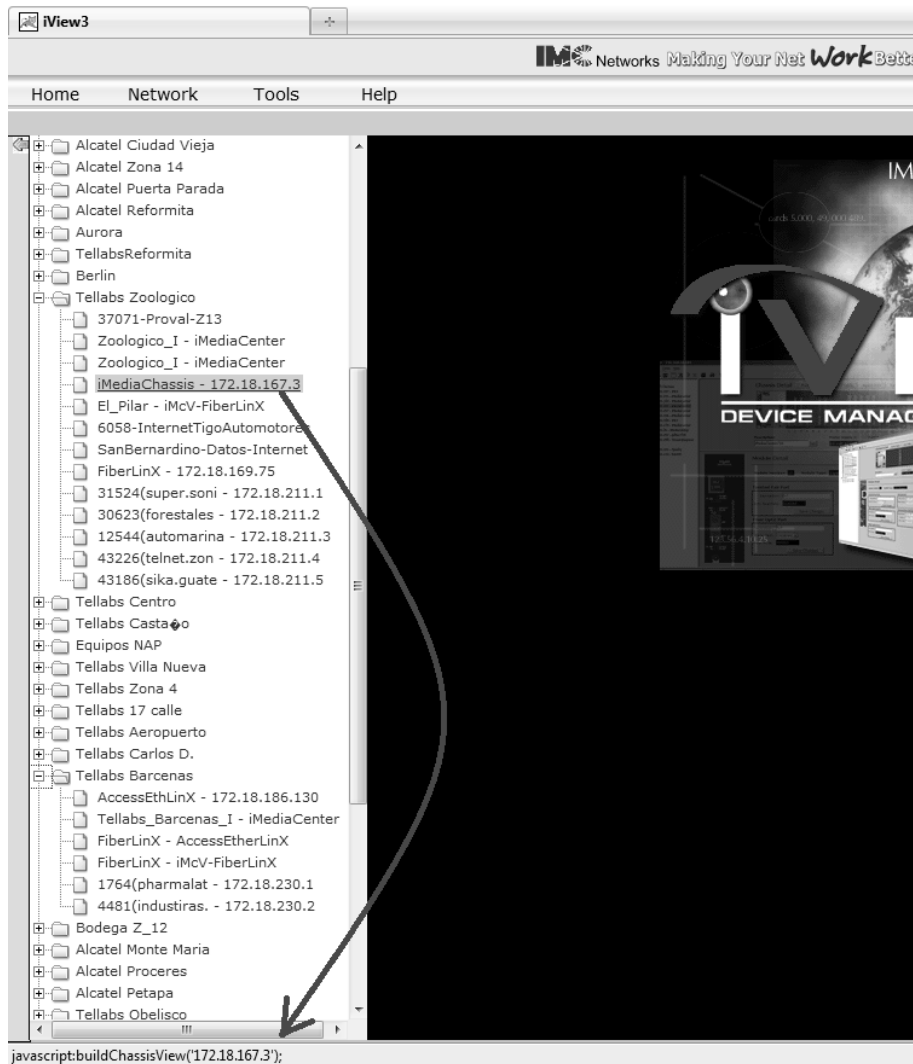 iView3
IMC Networks Making Your Net Work Bette
Home Network Tools Help
Alcatel Ciudad Vieja
Alcatel Zona 14
Alcatel Puerta Parada
Alcatel Reformita
Aurora
TellabsReformita
Berlin
Tellabs Zoologico
37071-Proval-Z13
Zoologico_I - iMediaCenter
Zoologico_I - iMediaCenter
iMediaChassis - 172.18.167.3
El_Pilar - iMcV-FiberLinX
6058-InternetTigoAutomotores
SanBernardino-Datos-Internet
FiberLinX - 172.18.169.75
31524(super.soni - 172.18.211.1
30623(forestales - 172.18.211.2
12544(automarina - 172.18.211.3
43226(telnet.zon - 172.18.211.4
43186(sika.guate - 172.18.211.5
Tellabs Centro
Tellabs Casta�o
Equipos NAP
Tellabs Villa Nueva
Tellabs Zona 4
Tellabs 17 calle
Tellabs Aeropuerto
Tellabs Carlos D.
Tellabs Barcenas
AccessEthLinX - 172.18.186.130
Tellabs_Barcenas_I - iMediaCenter
FiberLinX - AccessEtherLinX
FiberLinX - iMcV-FiberLinX
1764(pharmalat - 172.18.230.1
4481(industiras. - 172.18.230.2
Bodega Z_12
Alcatel Monte Maria
Alcatel Proceres
Alcatel Petapa
Tellabs Obelisco
IM
iV
DEVICE MANAG
javascript:buildChassisView('172.18.167.3');